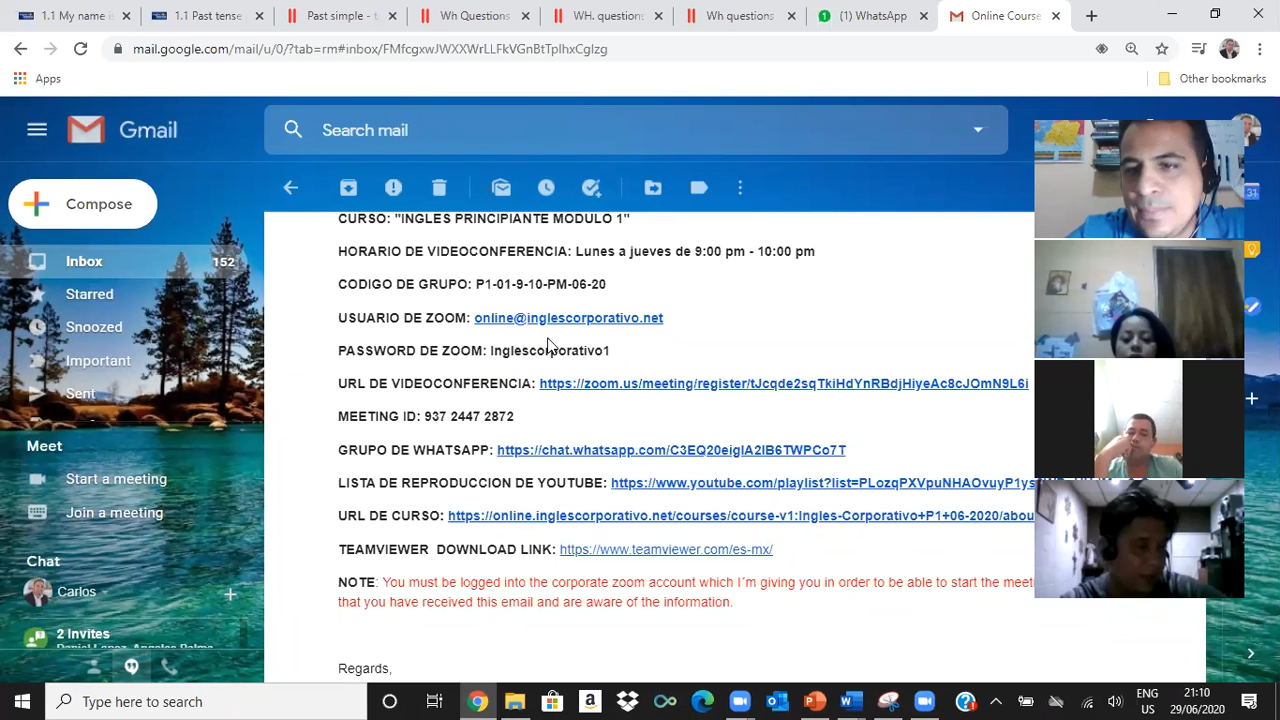 1.1 My name is
1.1 Past tense
Past simple - t
Wh Questions
WH. questions
Wh questions
(1) WhatsApp
Online Course
mail.google.com/mail/u/0/?tab=rm#inbox/FMfcgxwJWXXWrLLFkVGnBtTplhxCglzg
Apps
Other bookmarks
Gmail
Search mail
Compose
Inbox 152
Starred
Snoozed
Important
Sent
Meet
Start a meeting
Join a meeting
Chat
Carlos
2 Invites
Daniel Lopez, Angeles Palma
CURSO: "INGLES PRINCIPIANTE MODULO 1"
HORARIO DE VIDEOCONFERENCIA: Lunes a jueves de 9:00 pm - 10:00 pm
CODIGO DE GRUPO: P1-01-9-10-PM-06-20
USUARIO DE ZOOM: online@inglescorporativo.net
PASSWORD DE ZOOM: Inglescorporativo1
URL DE VIDEOCONFERENCIA: https://zoom.us/meeting/register/tJcqde2sqTkiHdYnRBdjHiyeAc8cJOmN9L6i
MEETING ID: 937 2447 2872
GRUPO DE WHATSAPP: https://chat.whatsapp.com/C3EQ20eigIA2IB6TWPCo7T
LISTA DE REPRODUCCION DE YOUTUBE: https://www.youtube.com/playlist?list=PLozqPXVpuNHAOvuyP1ys
URL DE CURSO: https://online.inglescorporativo.net/courses/course-v1:Ingles-Corporativo+P1+06-2020/abou
TEAMVIEWER DOWNLOAD LINK: https://www.teamviewer.com/es-mx/
NOTE: You must be logged into the corporate zoom account which I´m giving you in order to be able to start the meeti
that you have received this email and are aware of the information.
Regards,
31
Type here to search
ENG
US
21:10
29/06/2020